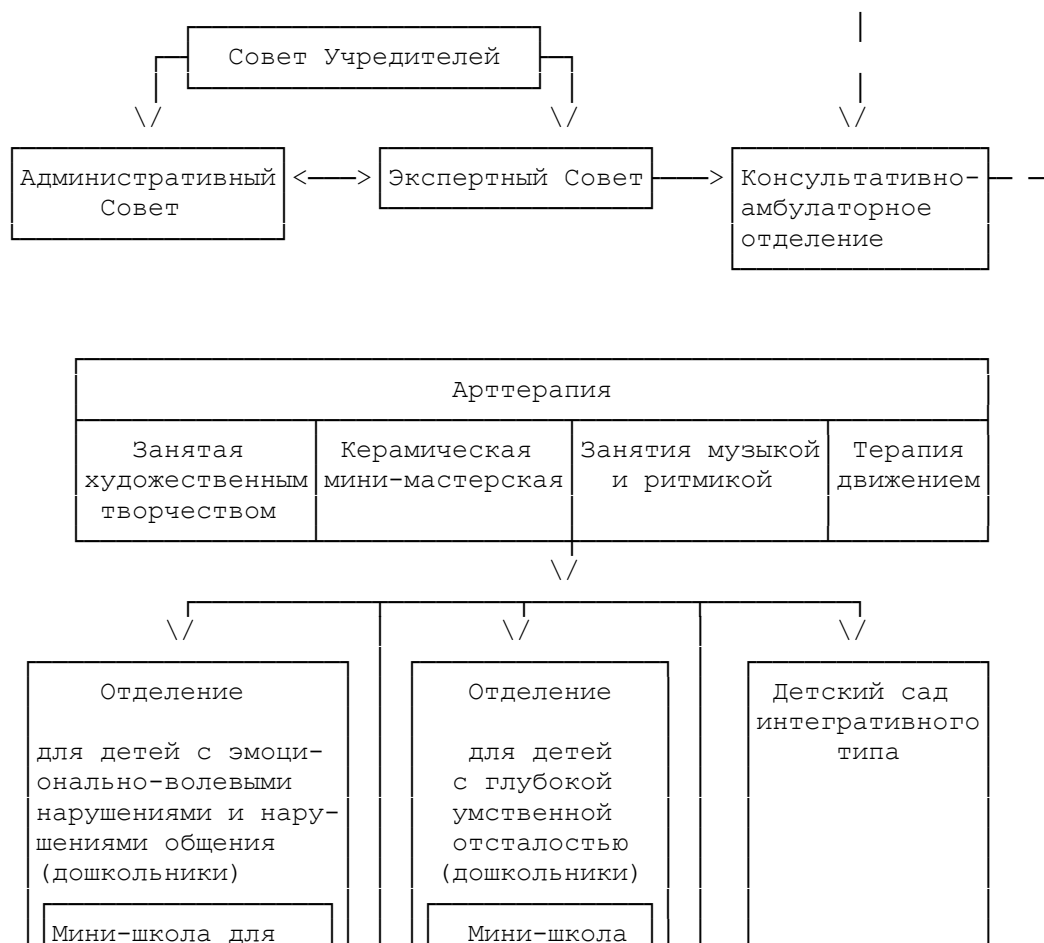 Совет Учредителей
Административный
Совет
Экспертный Совет
Консультативно-
амбулаторное
отделение
Арттерапия
Занятая
художественным
творчеством
Керамическая
мини-мастерская
Занятия музыкой
и ритмикой
Терапия
движением
Отделение
для детей с эмоци-
онально-волевыми
нарушениями и нару-
шениями общения
(дошкольники)
Мини-школа для
Отделение
для детей
с глубокой
умственной
отсталостью
(дошкольники)
Мини-школа
Детский сад
интегративного
типа